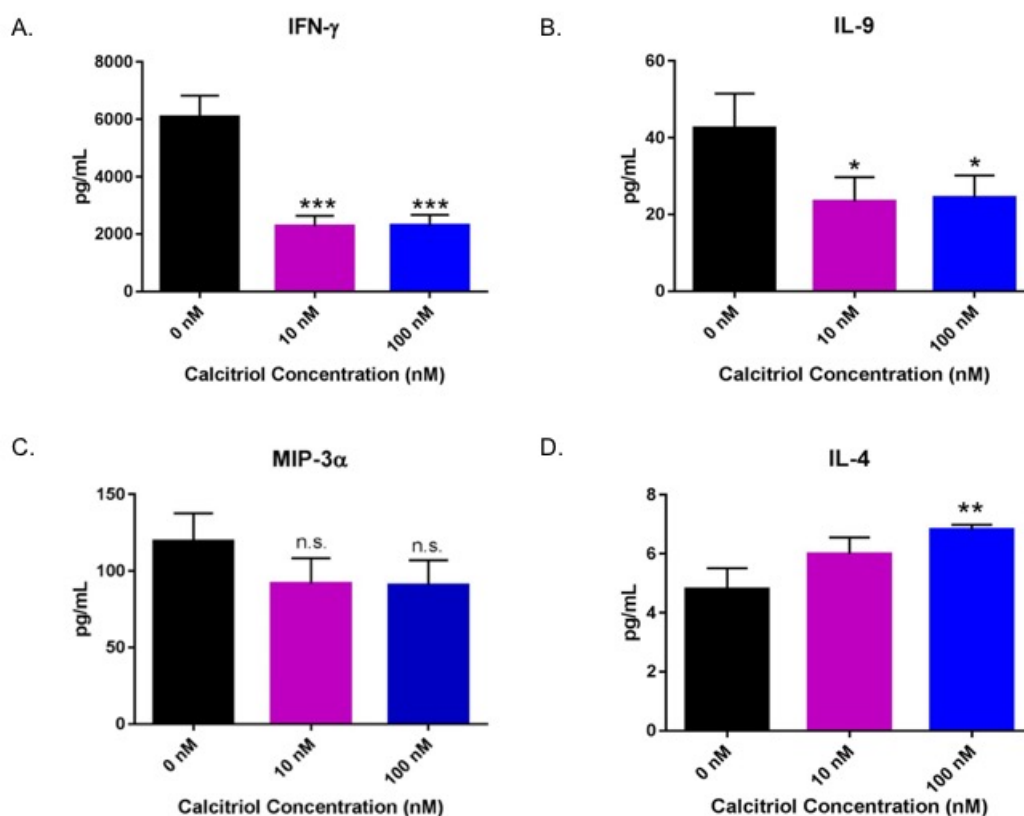 A.
IFN-γ
8000
6000
4000
2000
0
pg/mL
***
***
0 nM
10 nM
100 nM
Calcitriol Concentration (nM)
B.
IL-9
60
40
20
0
pg/mL
*
*
0 nM
10 nM
100 nM
Calcitriol Concentration (nM)
C.
MIP-3α
150
100
50
0
pg/mL
n.s.
n.s.
0 nM
10 nM
100 nM
Calcitriol Concentration (nM)
D.
IL-4
8
6
4
2
0
pg/mL
**
0 nM
10 nM
100 nM
Calcitriol Concentration (nM)